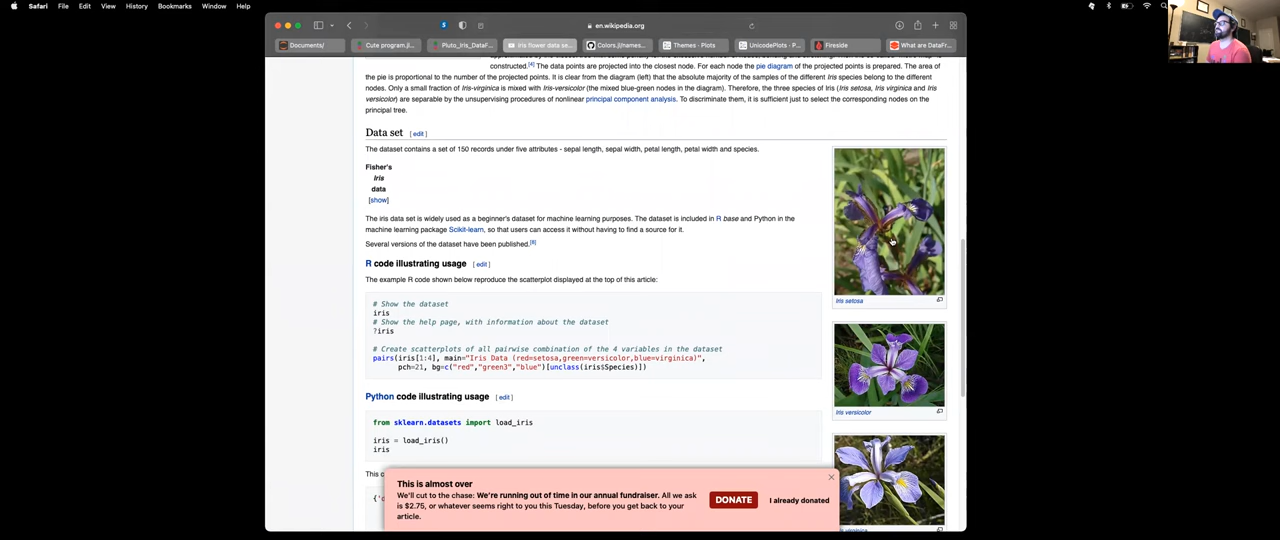 Safari File Edit View History Bookmarks Window Help
en.wikipedia.org
Documents/
Cute program.jl...
Pluto_Iris_DataF...
Iris flower data se...
Colors.jl/names...
Themes · Plots
UnicodePlots · P...
Fireside
What are DataFr...
constructed.[4] The data points are projected into the closest node. For each node the pie diagram of the projected points is prepared. The area of
the pie is proportional to the number of the projected points. It is clear from the diagram (left) that the absolute majority of the samples of the different Iris species belong to the different
nodes. Only a small fraction of Iris-virginica is mixed with Iris-versicolor (the mixed blue-green nodes in the diagram). Therefore, the three species of Iris (Iris setosa, Iris virginica and Iris
versicolor) are separable by the unsupervising procedures of nonlinear principal component analysis. To discriminate them, it is sufficient just to select the corresponding nodes on the
principal tree.
Data set [ edit ]
The dataset contains a set of 150 records under five attributes - sepal length, sepal width, petal length, petal width and species.
Fisher's
Iris
data
[show]
The iris data set is widely used as a beginner's dataset for machine learning purposes. The dataset is included in R base and Python in the
machine learning package Scikit-learn, so that users can access it without having to find a source for it.
Several versions of the dataset have been published.[8]
R code illustrating usage [ edit ]
The example R code shown below reproduce the scatterplot displayed at the top of this article:
# Show the dataset
iris
# Show the help page, with information about the dataset
?iris
# Create scatterplots of all pairwise combination of the 4 variables in the dataset
pairs(iris[1:4], main="Iris Data (red=setosa,green=versicolor,blue=virginica)",
pch=21, bg=c("red","green3","blue")[unclass(iris$Species)])
Python code illustrating usage [ edit ]
from sklearn.datasets import load_iris
iris = load_iris()
iris
This c
Iris setosa
Iris versicolor
This is almost over
We'll cut to the chase: We're running out of time in our annual fundraiser. All we ask
is $2.75, or whatever seems right to you this Tuesday, before you get back to your
article.
DONATE
I already donated